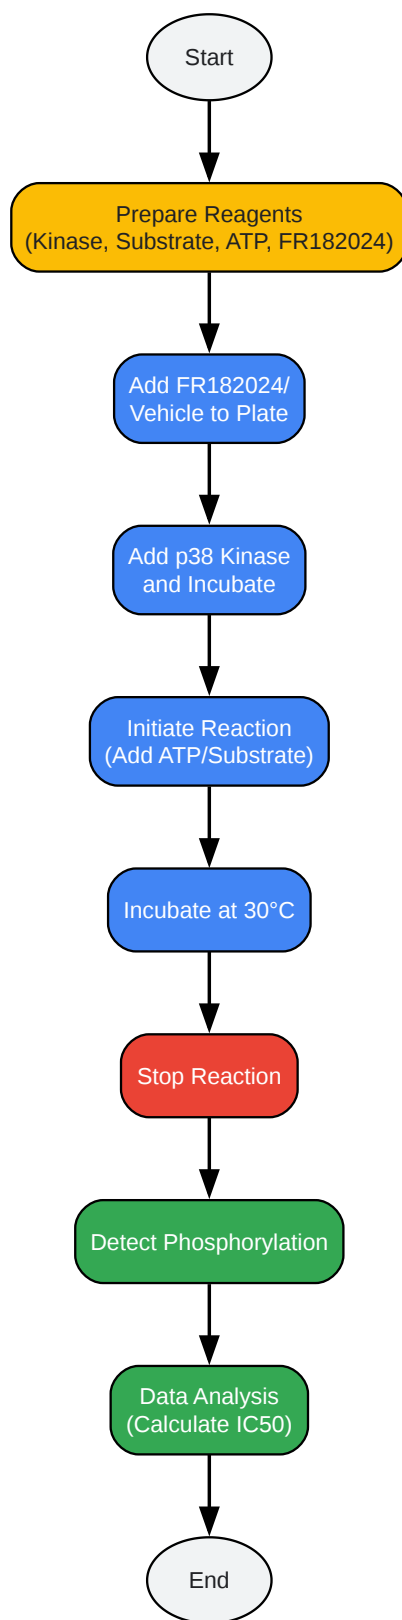 Start
Prepare Reagents
(Kinase, Substrate, ATP, FR182024)
Add FR182024/
Vehicle to Plate
Add p38 Kinase
and Incubate
Initiate Reaction
(Add ATP/Substrate)
Incubate at 30°C
Stop Reaction
Detect Phosphorylation
Data Analysis
(Calculate IC50)
End